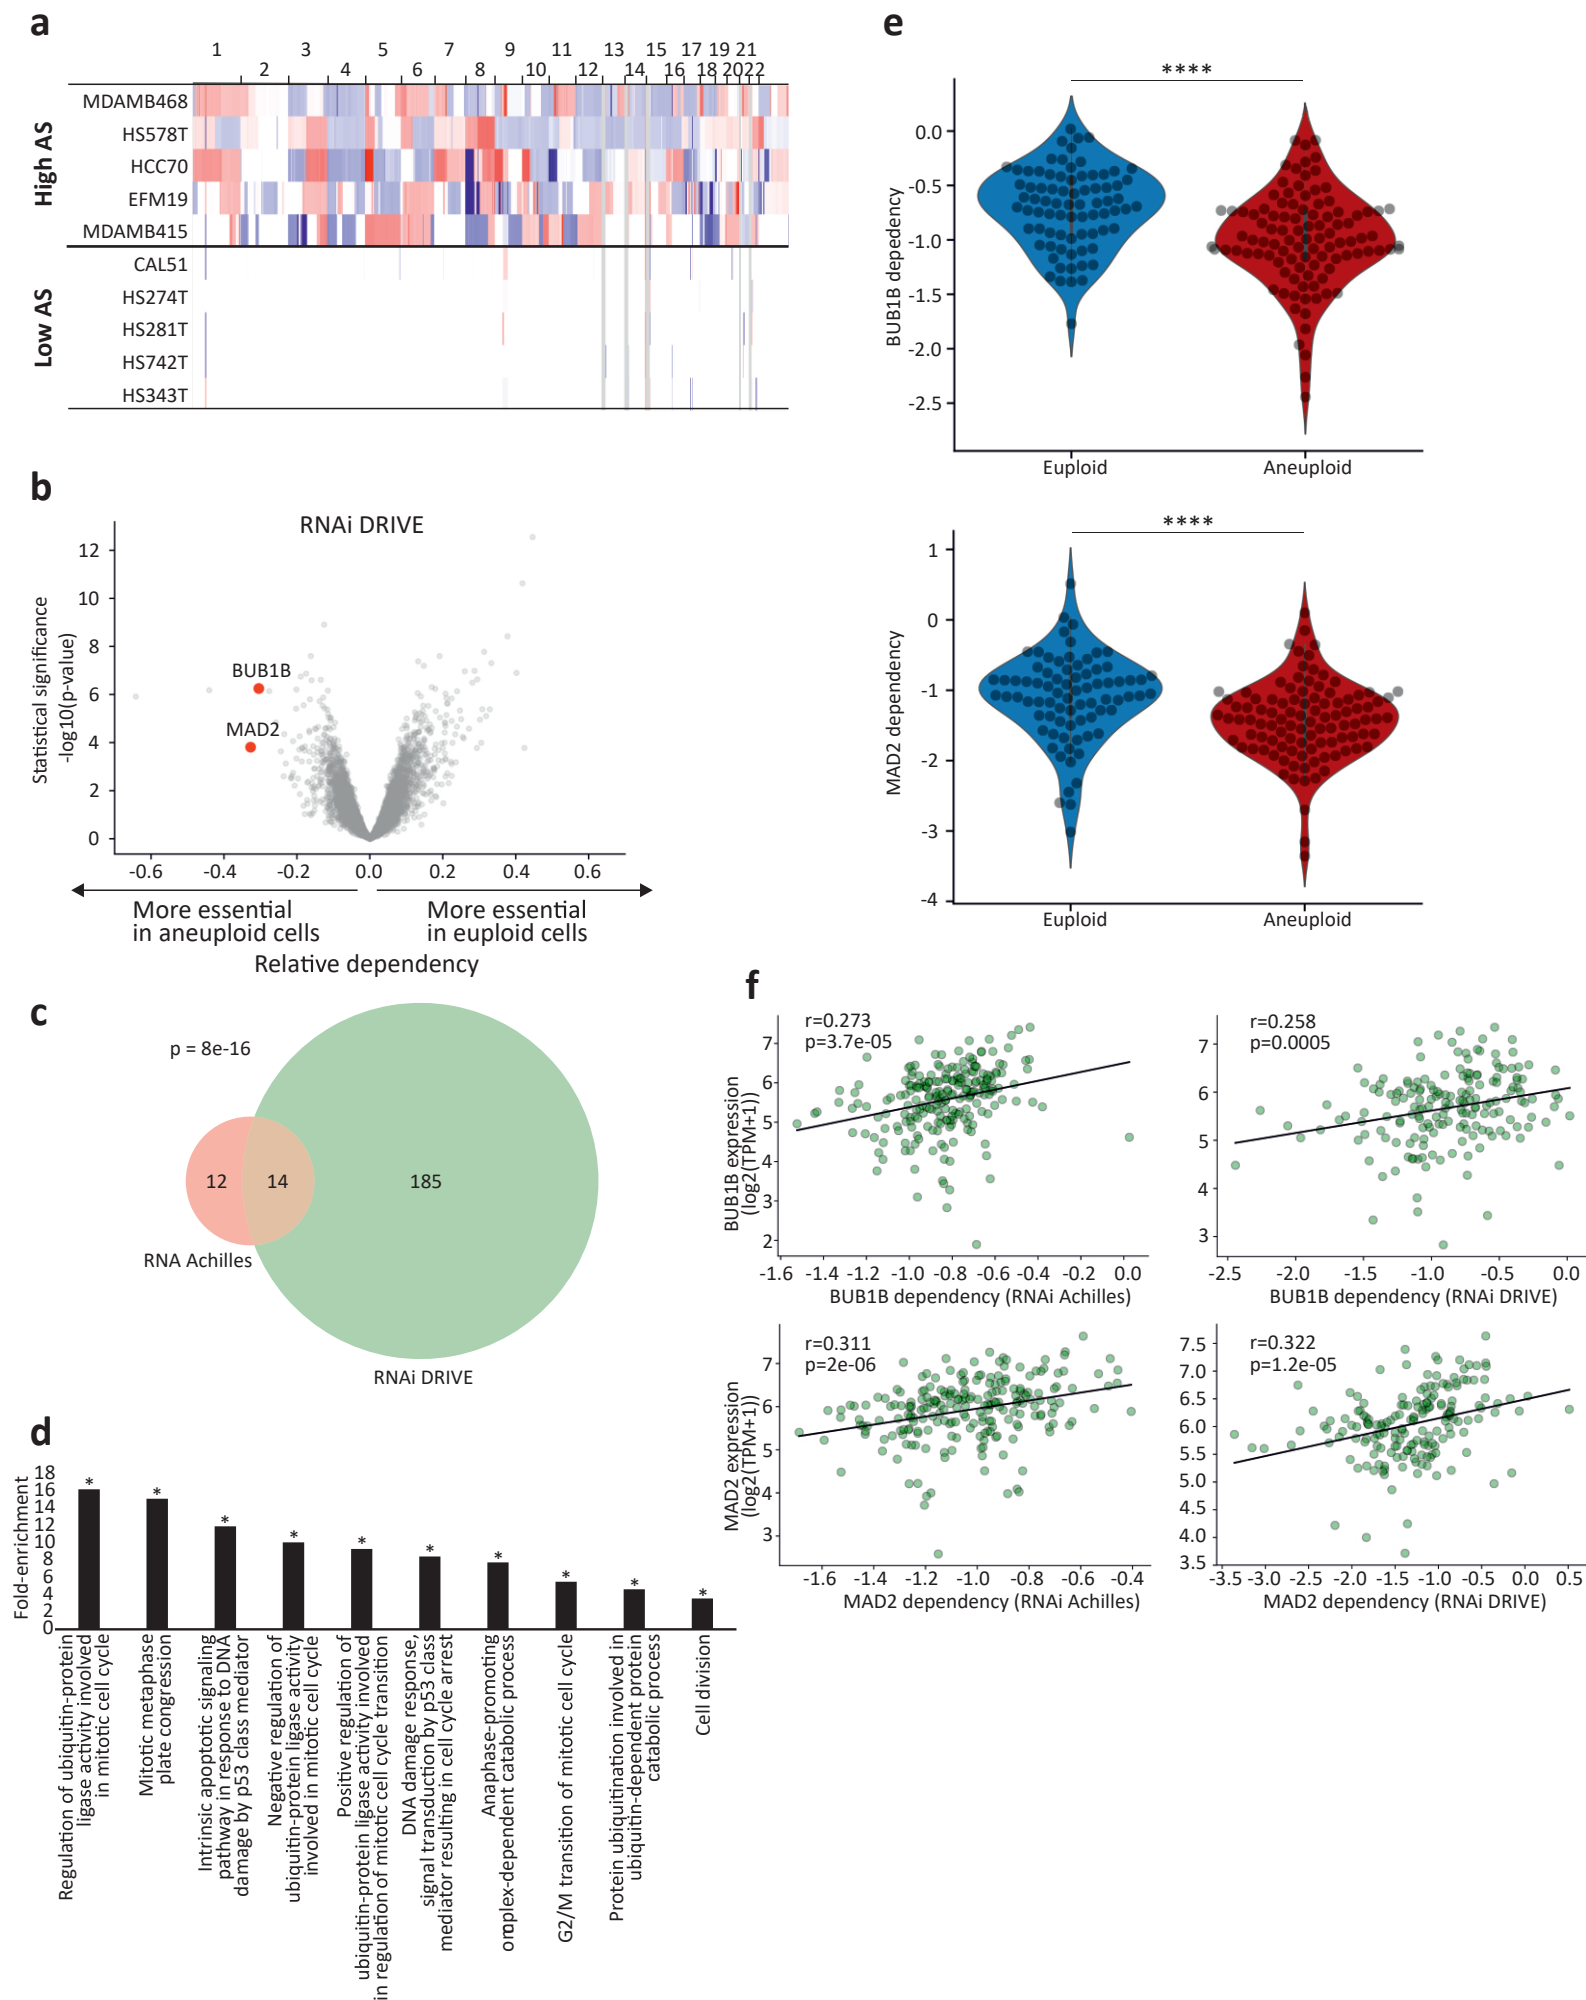 a
1 3 5 7 9 11 13 15 17 19 21
2 4 6 8 10 12 14 16 18 20 22
High AS
MDAMB468
HS578T
HCC70
EFM19
MDAMB415
Low AS
CAL51
HS274T
HS281T
HS742T
HS343T
b
RNAi DRIVE
Statistical significance
-log10(p-value)
12
10
8
6
4
2
0
BUB1B
MAD2
-0.6 -0.4 -0.2 0.0 0.2 0.4 0.6
More essential
in aneuploid cells
More essential
in euploid cells
Relative dependency
c
p = 8e-16
12 14 185
RNA Achilles
RNAi DRIVE
d
Fold-enrichment
18
16
14
12
10
8
6
4
2
0
* * * * * * * * * *
Regulation of ubiquitin-protein
ligase activity involved
in mitotic cell cycle
Mitotic metaphase
plate congression
Intrinsic apoptotic signaling
pathway in response to DNA
damage by p53 class mediator
Negative regulation of
ubiquitin-protein ligase activity
involved in mitotic cell cycle
Positive regulation of
ubiquitin-protein ligase activity involved
in regulation of mitotic cell cycle transition
DNA damage response,
signal transduction by p53 class
mediator resulting in cell cycle arrest
Anaphase-promoting
omplex-dependent catabolic process
G2/M transition of mitotic cell cycle
Protein ubiquitination involved in
ubiquitin-dependent protein
catabolic process
Cell division
e
****
BUB1B depedency
0.0
-0.5
-1.0
-1.5
-2.0
-2.5
Euploid Aneuploid
****
MAD2 dependency
1
0
-1
-2
-3
-4
Euploid Aneuploid
f
r=0.273
p=3.7e-05
BUB1B expression
(log2(TPM+1))
7
6
5
4
3
2
-1.6 -1.4 -1.2 -1.0 -0.8 -0.6 -0.4 -0.2 0.0
BUB1B dependency (RNAi Achilles)
r=0.258
p=0.0005
7
6
5
4
3
-2.5 -2.0 -1.5 -1.0 -0.5 0.0
BUB1B dependency (RNAi DRIVE)
r=0.311
p=2e-06
MAD2 expression
(log2(TPM+1))
7
6
5
4
3
-1.6 -1.4 -1.2 -1.0 -0.8 -0.6 -0.4
MAD2 dependency (RNAi Achilles)
r=0.322
p=1.2e-05
7.5
7.0
6.5
6.0
5.5
5.0
4.5
4.0
3.5
-3.5 -3.0 -2.5 -2.0 -1.5 -1.0 -0.5 0.0 0.5
MAD2 dependency (RNAi DRIVE)